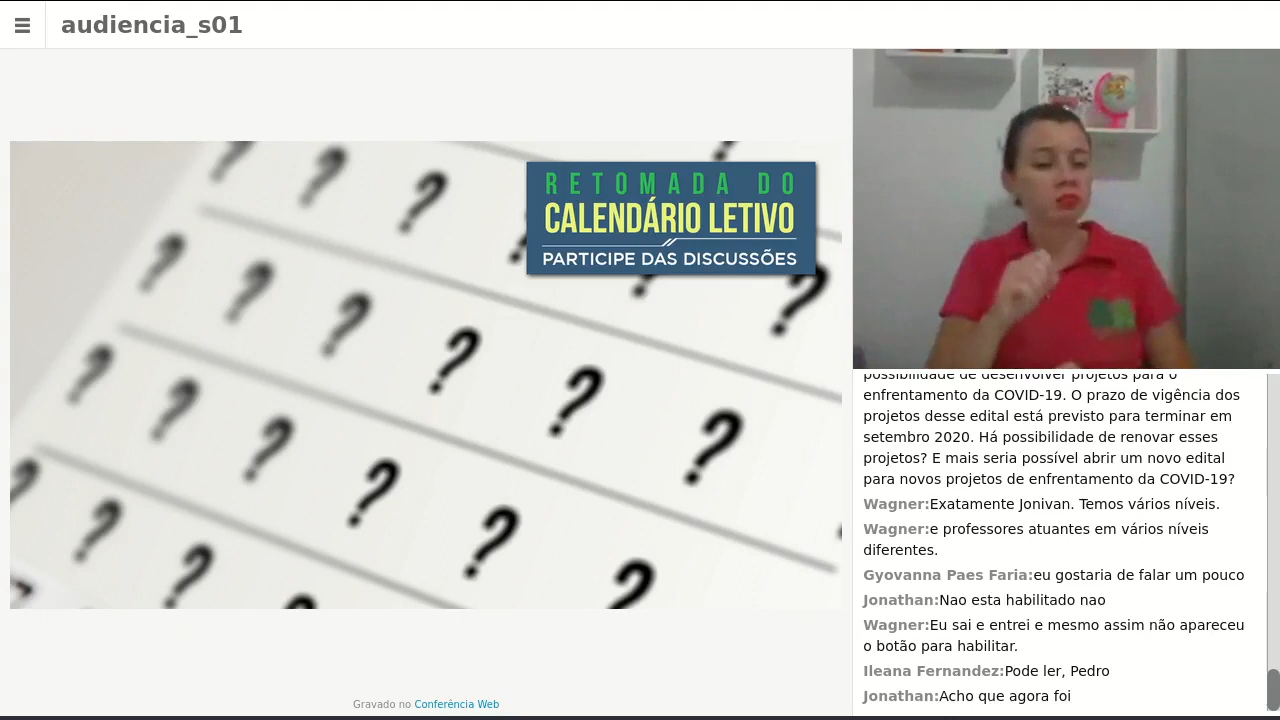 audiencia_s01
RETOMADA DO
CALENDÁRIO LETIVO
PARTICIPE DAS DISCUSSÕES
? ? ? ?
? ? ? ? ? ?
? ? ? ? ? ?
? ? ? ? ?
possibilidade de desenvolver projetos para o
enfrentamento da COVID-19. O prazo de vigência dos
projetos desse edital está previsto para terminar em
setembro 2020. Há possibilidade de renovar esses
projetos? E mais seria possível abrir um novo edital
para novos projetos de enfrentamento da COVID-19?
Wagner:Exatamente Jonivan. Temos vários níveis.
Wagner:e professores atuantes em vários níveis
diferentes.
Gyovanna Paes Faria:eu gostaria de falar um pouco
Jonathan:Nao esta habilitado nao
Wagner:Eu sai e entrei e mesmo assim não apareceu
o botão para habilitar.
Ileana Fernandez:Pode ler, Pedro
Jonathan:Acho que agora foi
Gravado no Conferência Web